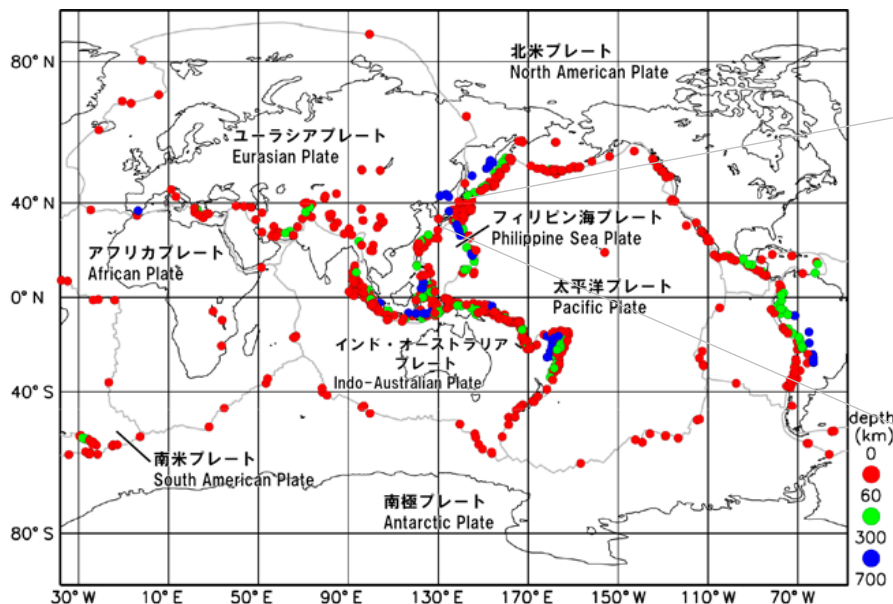 北米プレート
North American Plate
80° N
ユーラシアプレート
Eurasian Plate
40° N
フィリピン海プレート
Philippine Sea Plate
アフリカプレート
African Plate
太平洋プレート
Pacific Plate
0° N
インド・オーストラリア
プレート
Indo-Australian Plate
40° S
depth
(km)
0
南米プレート
South American Plate
60
南極プレート
Antarctic Plate
300
80° S
700
30° W
10° E
50° E
90° E
130° E
170° E
150° W
110° W
70° W